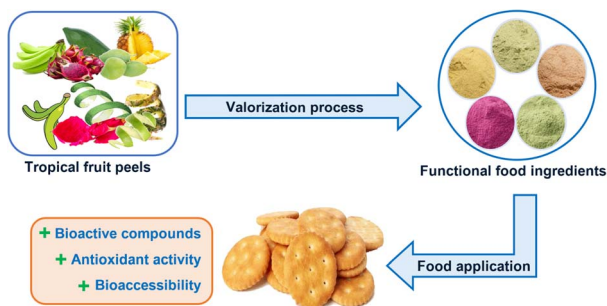 Valorization process
Tropical fruit peels
Functional food ingredients
+ Bioactive compounds
+ Antioxidant activity
+ Bioaccessibility
Food application